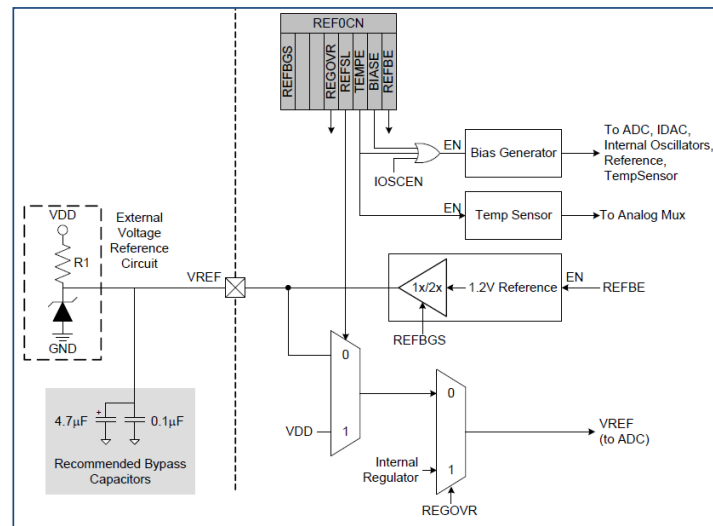 REF0CN
REFBGS
REGOVR
REFSL
TEMPE
BIASE
REFBE
IOSCEN
EN
Bias Generator
To ADC, IDAC,
Internal Oscillators,
Reference,
TempSensor
EN
Temp Sensor
To Analog Mux
VDD
R1
GND
External
Voltage
Reference
Circuit
VREF
1x/2x
1.2V Reference
EN
REFBE
REFBGS
0
VDD
1
0
Internal
Regulator
1
REGOVR
VREF
(to ADC)
4.7µF
+
0.1µF
Recommended Bypass
Capacitors